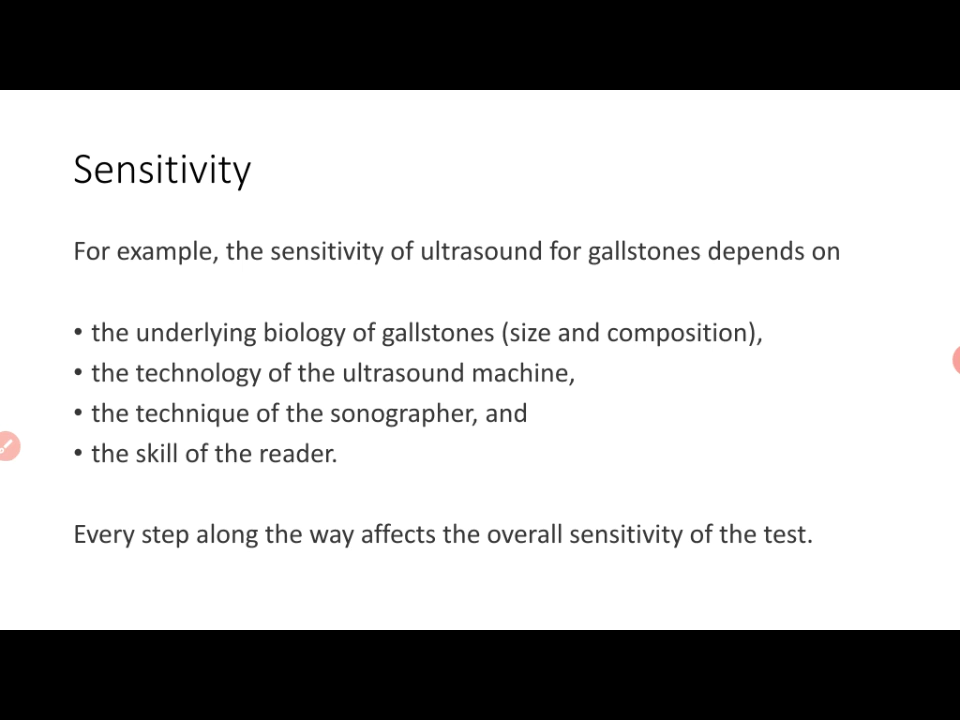 Sensitivity
For example, the sensitivity of ultrasound for gallstones depends on
• the underlying biology of gallstones (size and composition),
• the technology of the ultrasound machine,
• the technique of the sonographer, and
• the skill of the reader.
Every step along the way affects the overall sensitivity of the test.